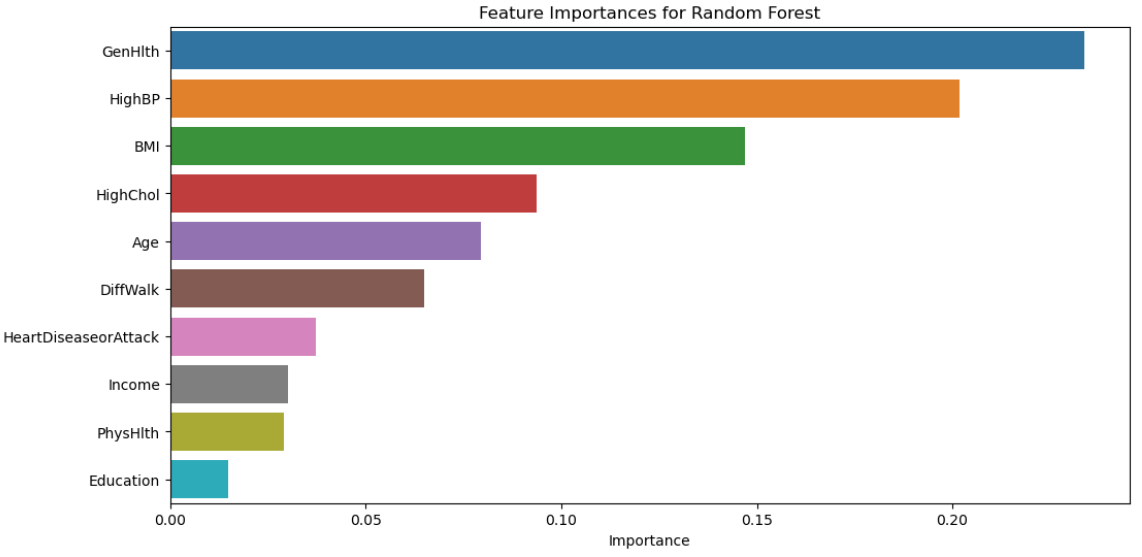 Feature Importances for Random Forest
GenHlth
HighBP
BMI
HighChol
Age
DiffWalk
HeartDiseaseorAttack
Income
PhysHlth
Education
0.00 0.05 0.10 0.15 0.20
Importance